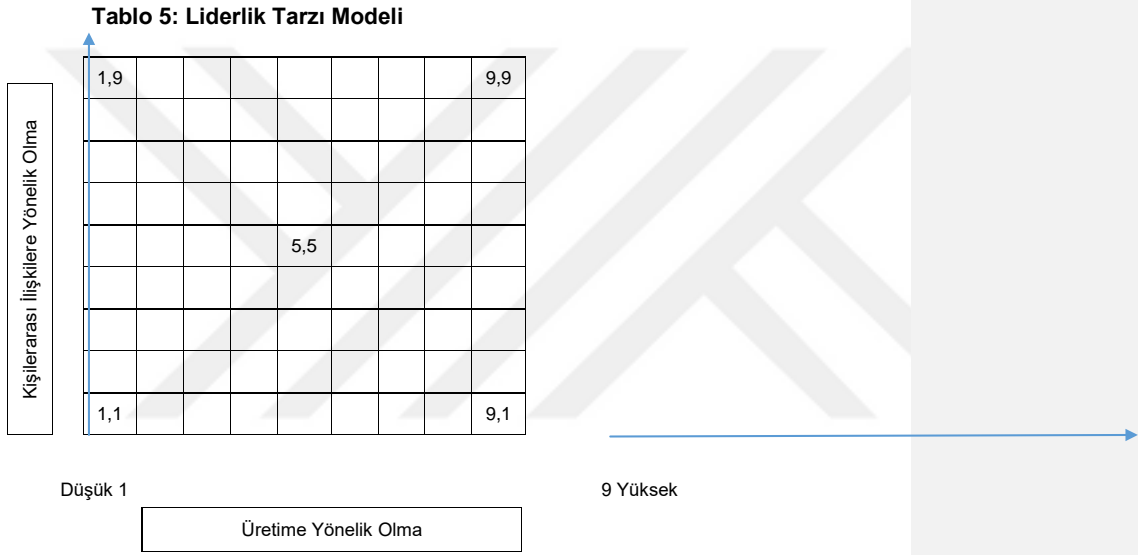 Tablo 5: Liderlik Tarzı Modeli
1,9 9,9
Kişilerarası İlişkilere Yönelik Olma
5,5
1,1 9,1
Düşük 1 9 Yüksek
Üretime Yönelik Olma